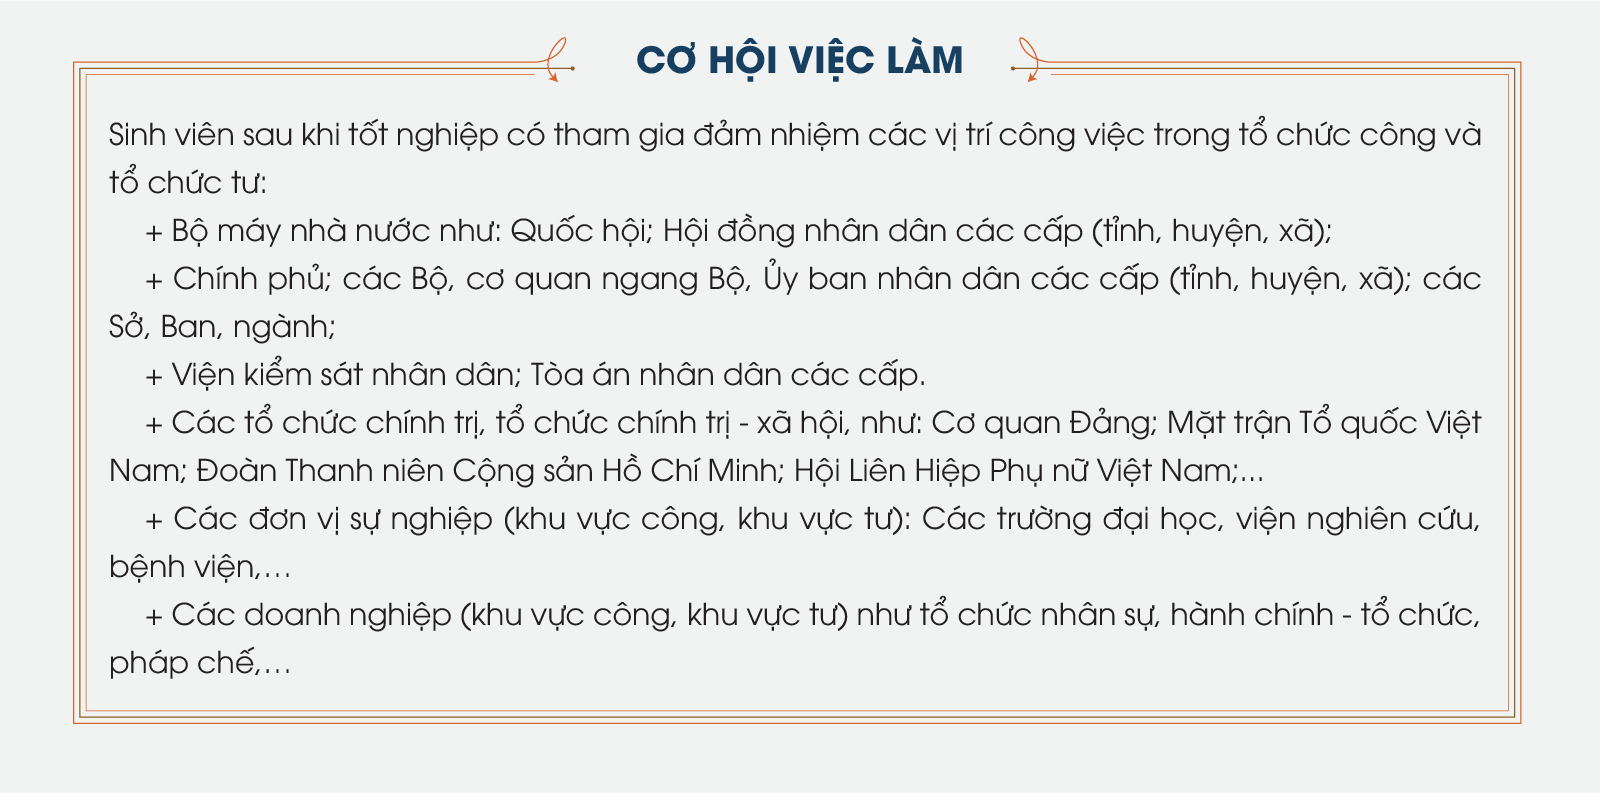 CƠ HỘI VIỆC LÀM
Sinh viên sau khi tốt nghiệp có tham gia đảm nhiệm các vị trí công việc trong tổ chức công và
tổ chức tư:
+ Bộ máy nhà nước như: Quốc hội; Hội đồng nhân dân các cấp (tỉnh, huyện, xã);
+ Chính phủ; các Bộ, cơ quan ngang Bộ, Ủy ban nhân dân các cấp (tỉnh, huyện, xã); các
Sở, Ban, ngành;
+ Viện kiểm sát nhân dân; Tòa án nhân dân các cấp.
+ Các tổ chức chính trị, tổ chức chính trị - xã hội, như: Cơ quan Đảng; Mặt trận Tổ quốc Việt
Nam; Đoàn Thanh niên Cộng sản Hồ Chí Minh; Hội Liên Hiệp Phụ nữ Việt Nam;...
+ Các đơn vị sự nghiệp (khu vực công, khu vực tư): Các trường đại học, viện nghiên cứu,
bệnh viện,...
+ Các doanh nghiệp (khu vực công, khu vực tư) như tổ chức nhân sự, hành chính - tổ chức,
pháp chế,...